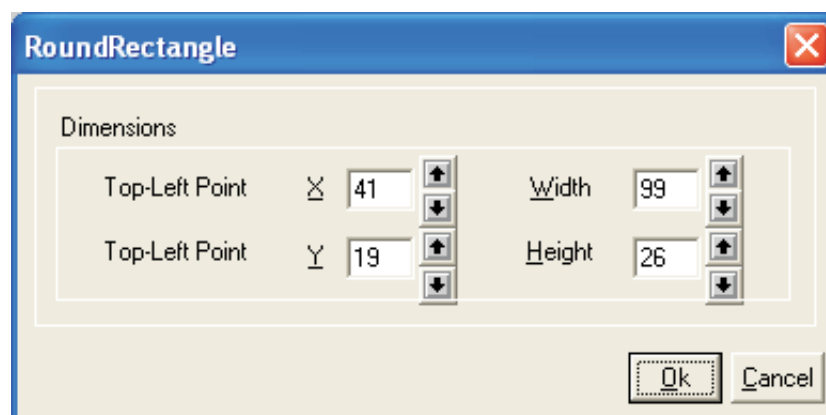 RoundRectangle
Dimensions
Top-Left Point X 41 Width 99
Top-Left Point Y 19 Height 26
Ok Cancel